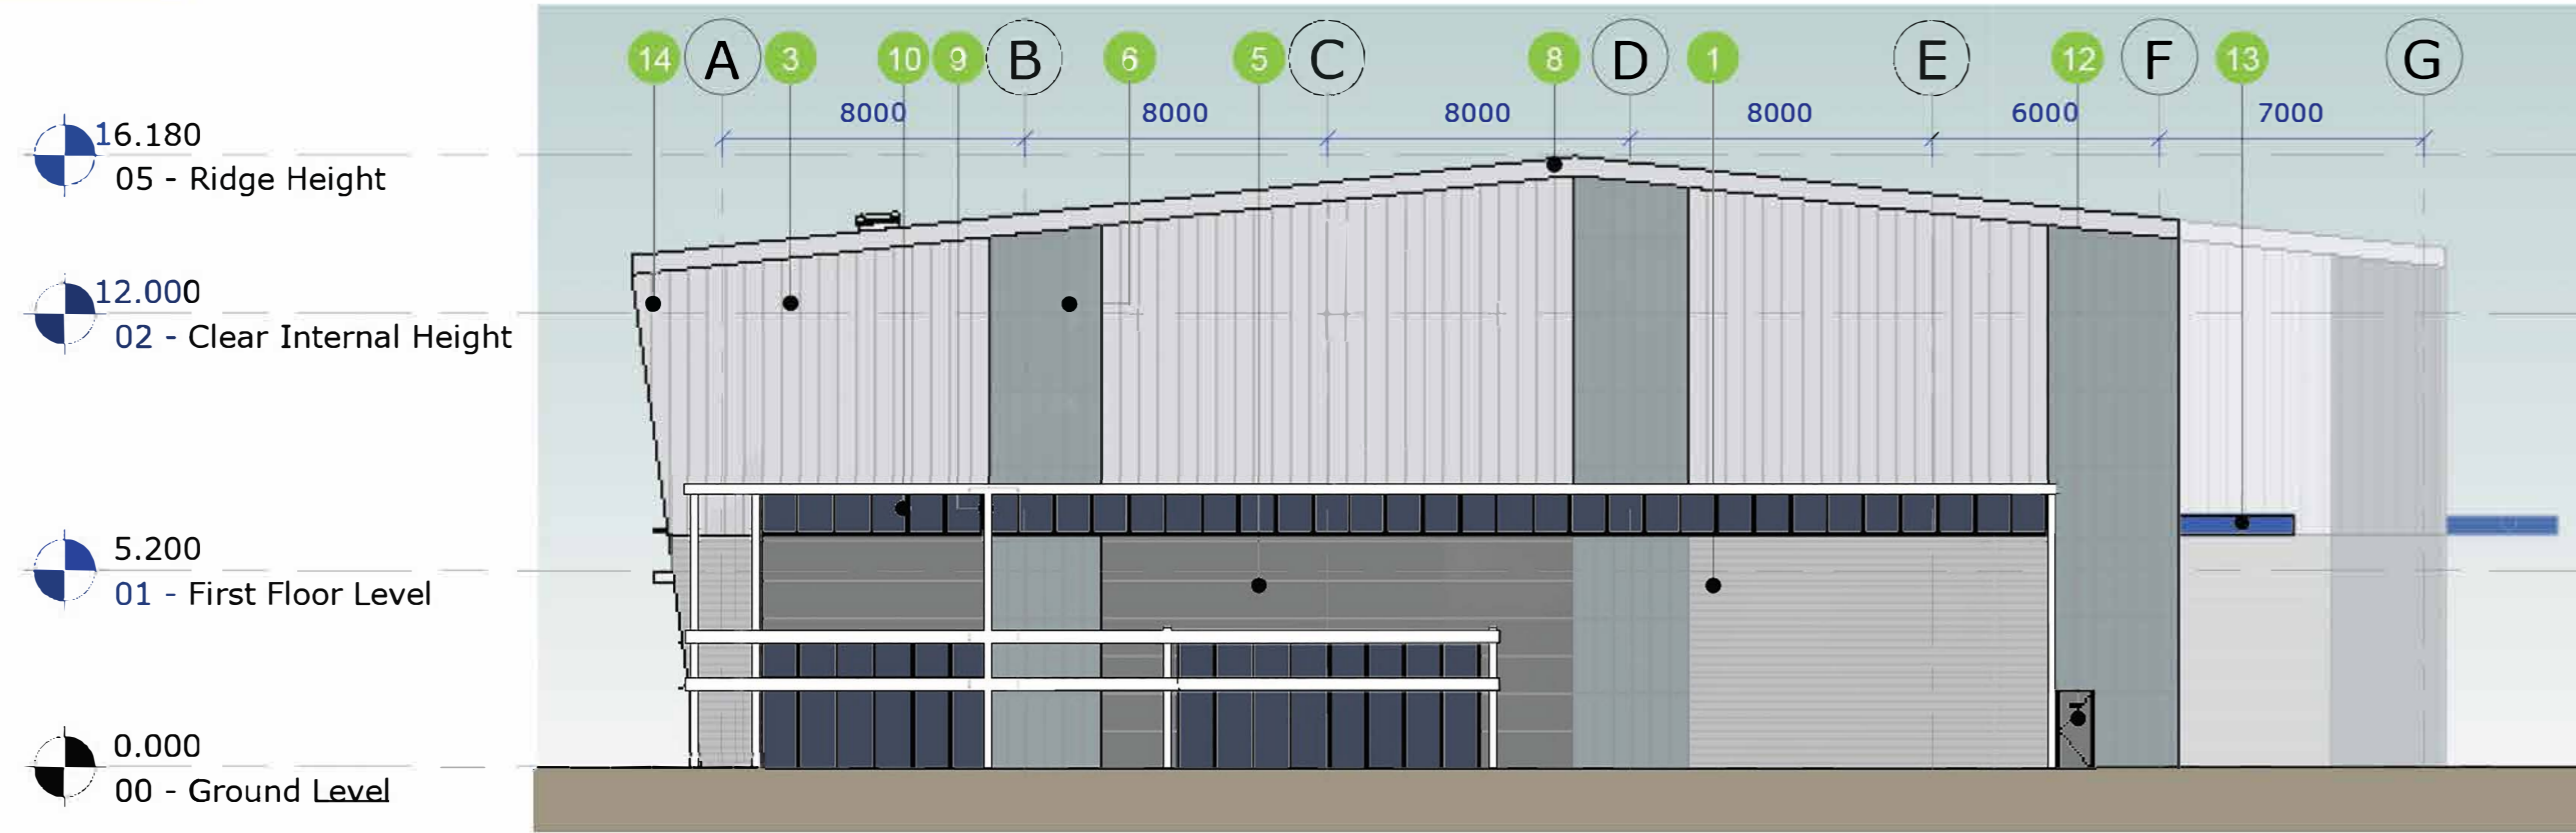 14 A 3 10 9 B 6 5 C 8 D 1 E 12 F 13 G
8000 8000 8000 8000 6000 7000
16.180
05 - Ridge Height
12.000
02 - Clear Internal Height
5.200
01 - First Floor Level
0.000
00 - Ground Level